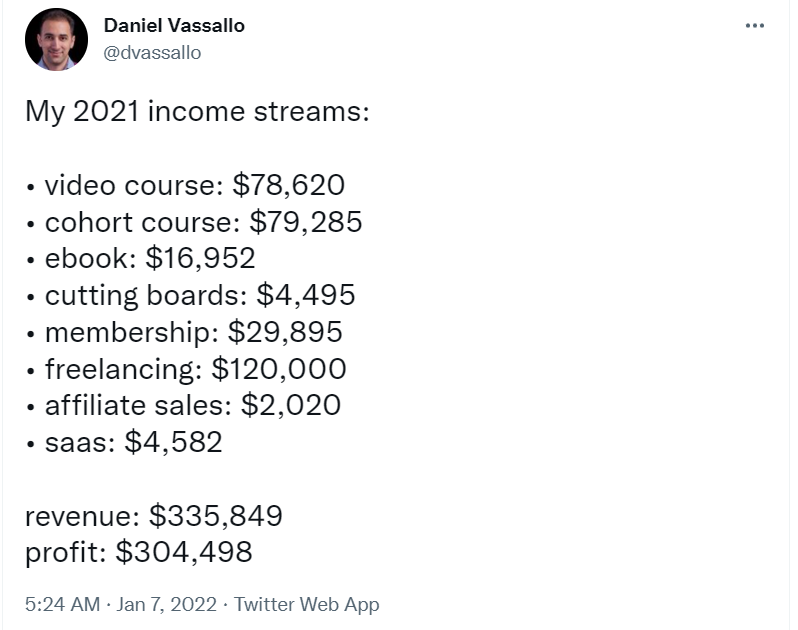 Daniel Vassallo
@dvassallo
My 2021 income streams:
• video course: $78,620
• cohort course: $79,285
• ebook: $16,952
• cutting boards: $4,495
• membership: $29,895
• freelancing: $120,000
• affiliate sales: $2,020
• saas: $4,582
revenue: $335,849
profit: $304,498
5:24 AM · Jan 7, 2022 · Twitter Web App